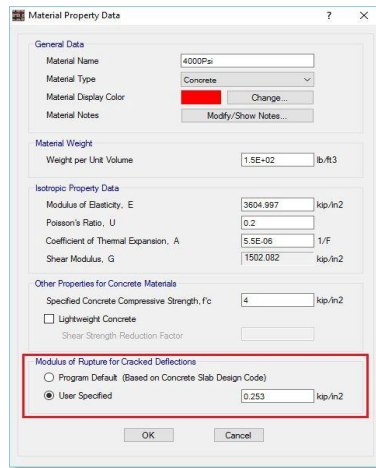 Material Property Data ? X
General Data
Material Name 4000Psi
Material Type Concrete
Material Display Color Change...
Material Notes Modify/Show Notes...
Material Weight
Weight per Unit Volume 1.5E+02 lb/ft3
Isotropic Property Data
Modulus of Elasticity, E 3604.997 kip/in2
Poisson's Ratio, U 0.2
Coefficient of Thermal Expansion, A 5.5E-06 1/F
Shear Modulus, G 1502.082 kip/in2
Other Properties for Concrete Materials
Specified Concrete Compressive Strength, f'c 4 kip/in2
Lightweight Concrete
Shear Strength Reduction Factor
Modulus of Rupture for Cracked Deflections
Program Default (Based on Concrete Slab Design Code)
User Specified 0.253 kip/in2
OK Cancel